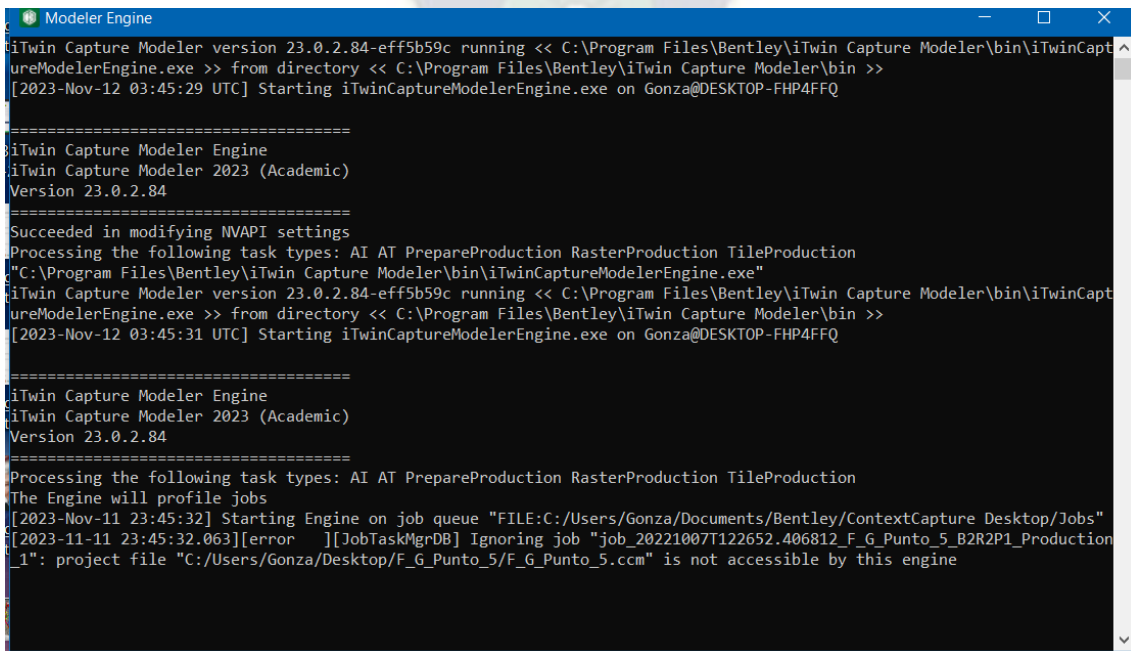 Modeler Engine
iTwin Capture Modeler version 23.0.2.84-eff5b59c running << C:\Program Files\Bentley\iTwin Capture Modeler\bin\iTwinCapt
ureModelerEngine.exe >> from directory << C:\Program Files\Bentley\iTwin Capture Modeler\bin >>
[2023-Nov-12 03:45:29 UTC] Starting iTwinCaptureModelerEngine.exe on Gonza@DESKTOP-FHP4FFQ
=====================================
iTwin Capture Modeler Engine
iTwin Capture Modeler 2023 (Academic)
Version 23.0.2.84
=====================================
Succeeded in modifying NVAPI settings
Processing the following task types: AI AT PrepareProduction RasterProduction TileProduction
"C:\Program Files\Bentley\iTwin Capture Modeler\bin\iTwinCaptureModelerEngine.exe"
iTwin Capture Modeler version 23.0.2.84-eff5b59c running << C:\Program Files\Bentley\iTwin Capture Modeler\bin\iTwinCapt
ureModelerEngine.exe >> from directory << C:\Program Files\Bentley\iTwin Capture Modeler\bin >>
[2023-Nov-12 03:45:31 UTC] Starting iTwinCaptureModelerEngine.exe on Gonza@DESKTOP-FHP4FFQ
=====================================
iTwin Capture Modeler Engine
iTwin Capture Modeler 2023 (Academic)
Version 23.0.2.84
=====================================
Processing the following task types: AI AT PrepareProduction RasterProduction TileProduction
The Engine will profile jobs
[2023-Nov-11 23:45:32] Starting Engine on job queue "FILE:C:/Users/Gonza/Documents/Bentley/ContextCapture Desktop/Jobs"
[2023-11-11 23:45:32.063][error   ][JobTaskMgrDB] Ignoring job "job_20221007T122652.406812_F_G_Punto_5_B2R2P1_Production
_1": project file "C:/Users/Gonza/Desktop/F_G_Punto_5/F_G_Punto_5.ccm" is not accessible by this engine